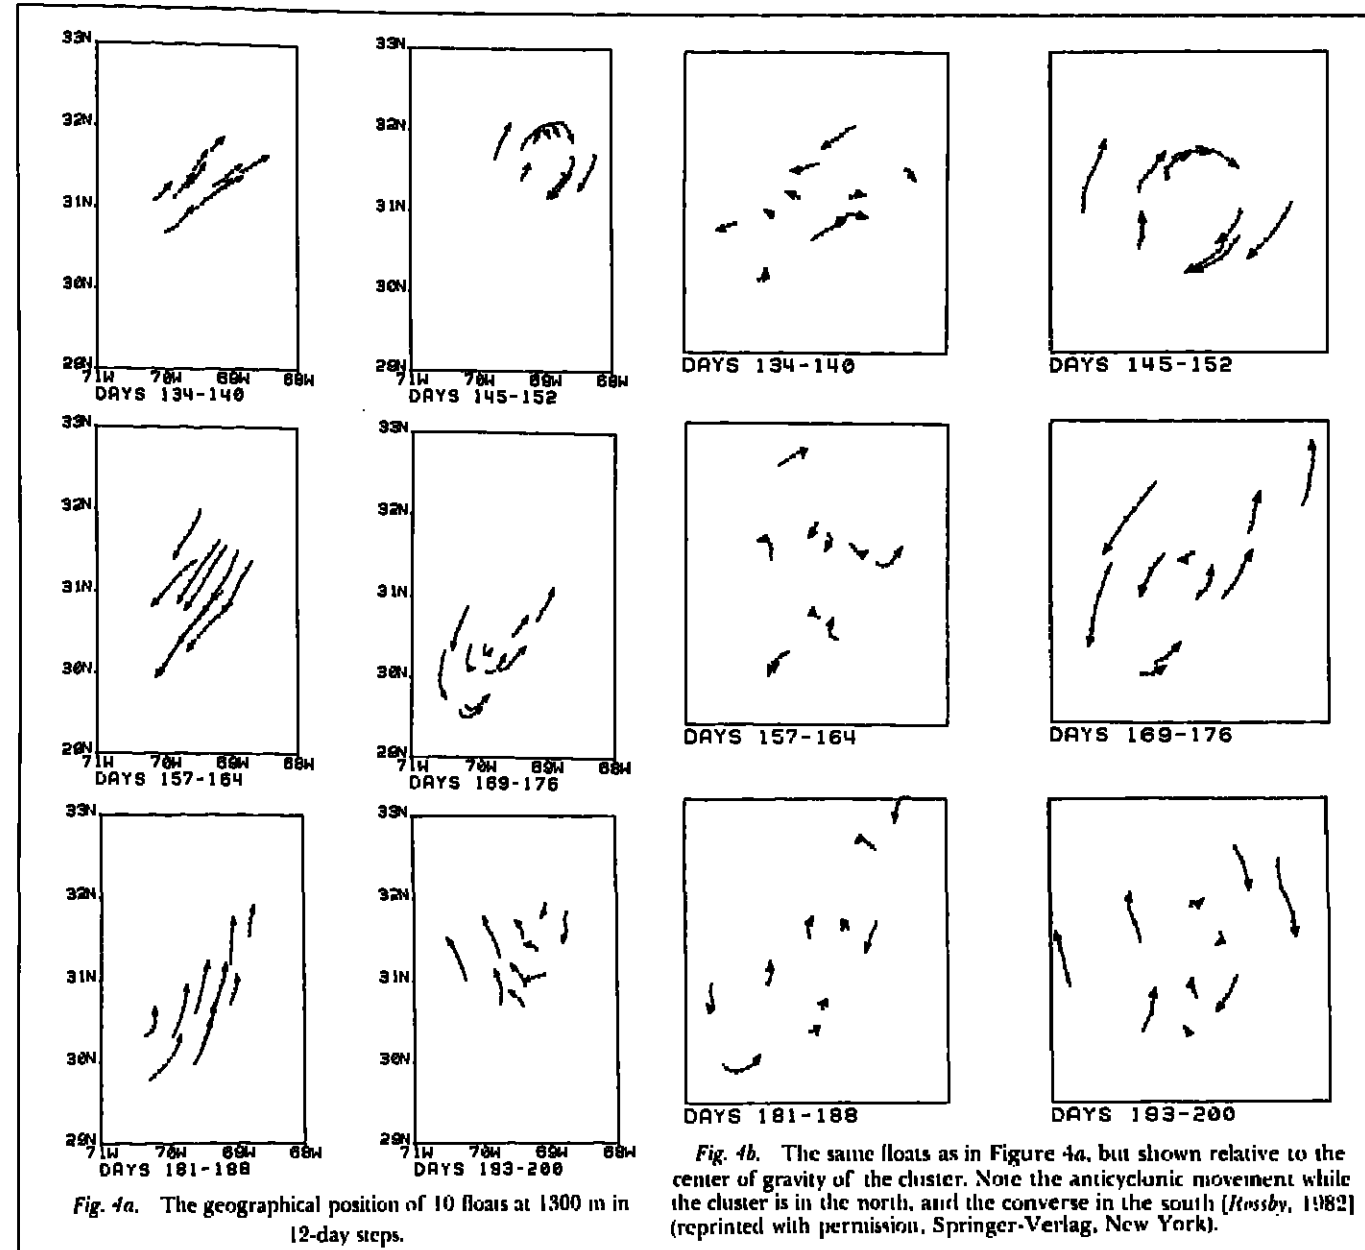 33N
32N
31N
30N
29N
71W 70W 69W 68W
DAYS 134-140
33N
32N
31N
30N
29N
71W 70W 69W 68W
DAYS 145-152
DAYS 134-140
DAYS 145-152
33N
32N
31N
30N
29N
71W 70W 69W 68W
DAYS 157-164
33N
32N
31N
30N
29N
71W 70W 69W 68W
DAYS 169-176
DAYS 157-164
DAYS 169-176
33N
32N
31N
30N
29N
71W 70W 69W 68W
DAYS 181-188
33N
32N
31N
30N
29N
71W 70W 69W 68W
DAYS 193-200
DAYS 181-188
DAYS 193-200
Fig. 4a. The geographical position of 10 floats at 1300 m in
12-day steps.
Fig. 4b. The same floats as in Figure 4a, but shown relative to the
center of gravity of the cluster. Note the anticyclonic movement while
the cluster is in the north, and the converse in the south [Rossby, 1982]
(reprinted with permission, Springer-Verlag, New York).